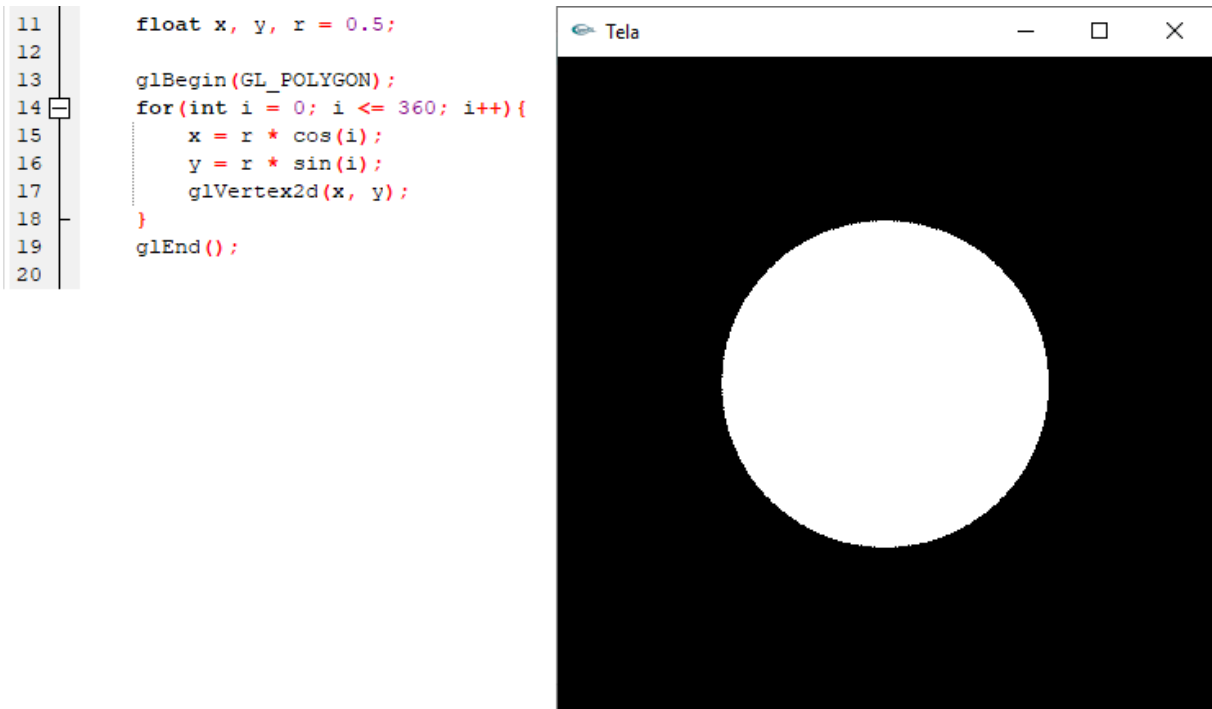 11 float x, y, r = 0.5;
12
13 glBegin(GL_POLYGON);
14 for(int i = 0; i <= 360; i++){
15 x = r * cos(i);
16 y = r * sin(i);
17 glVertex2d(x, y);
18 }
19 glEnd();
20
Tela